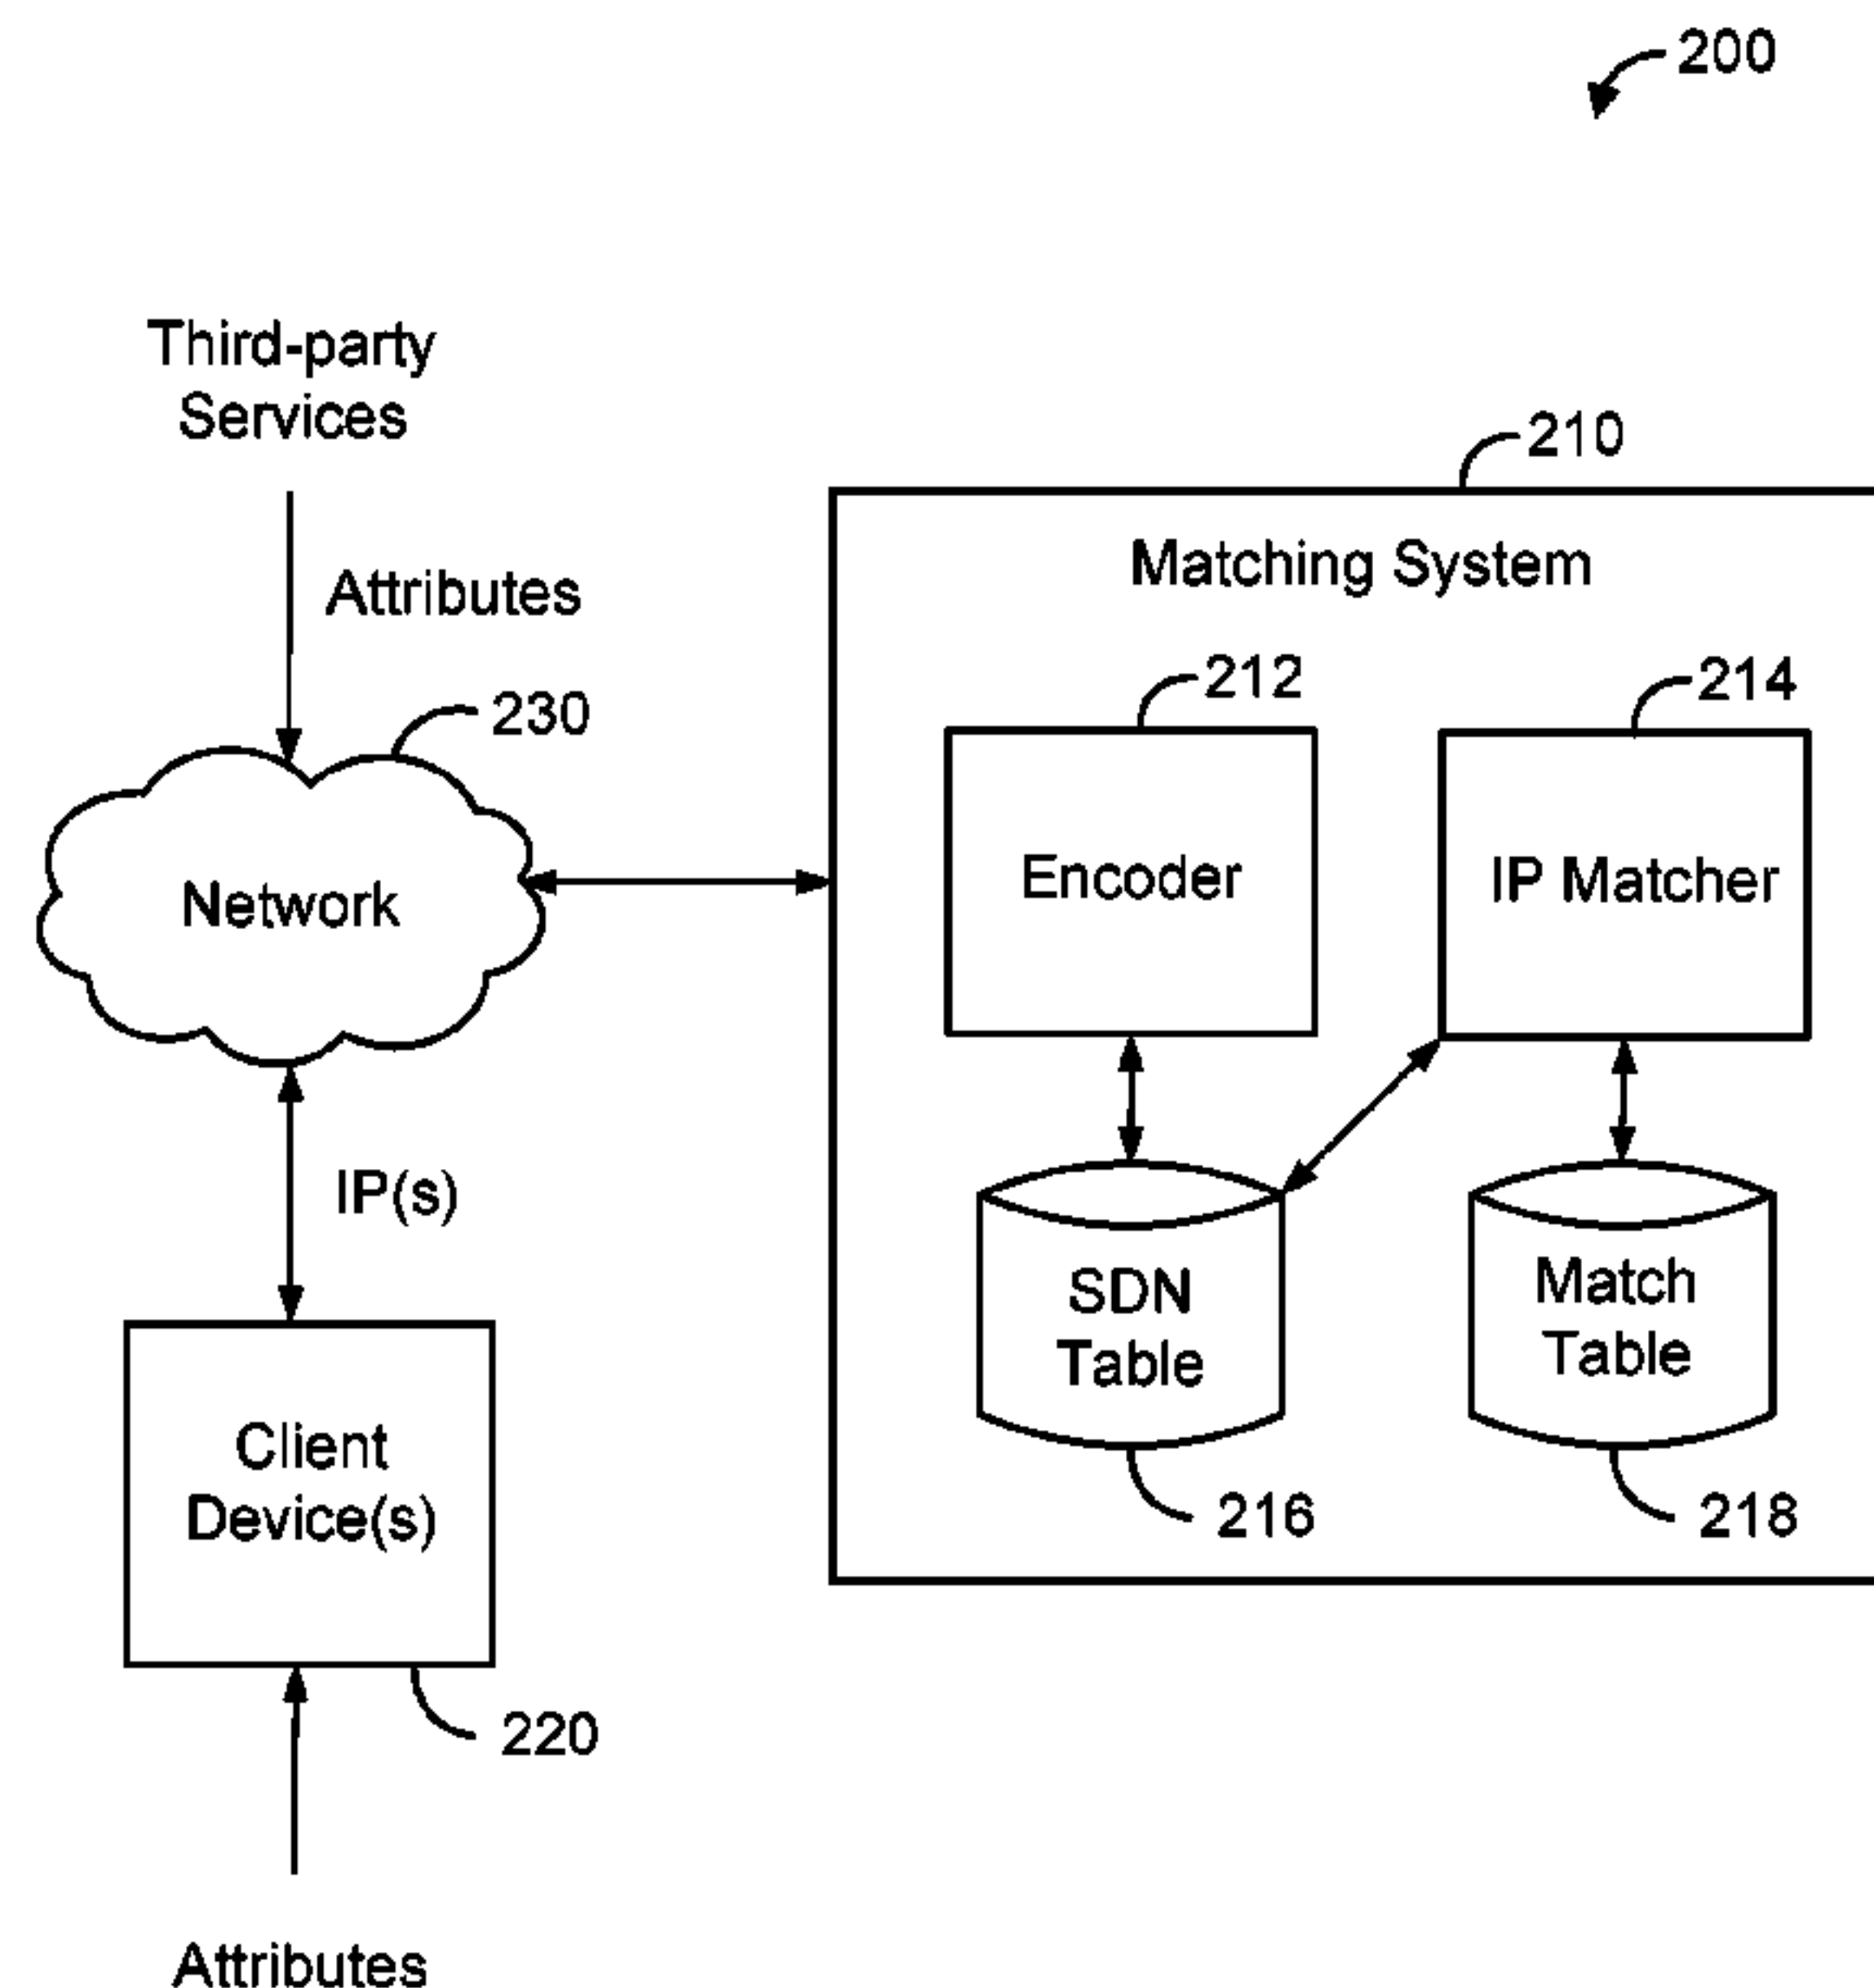 200
Third-party
Services
210
Matching System
Attributes
212
214
230
Encoder
IP Matcher
Network
IP(s)
SDN
Table
Match
Table
Client
Device(s)
216
218
220
Attributes